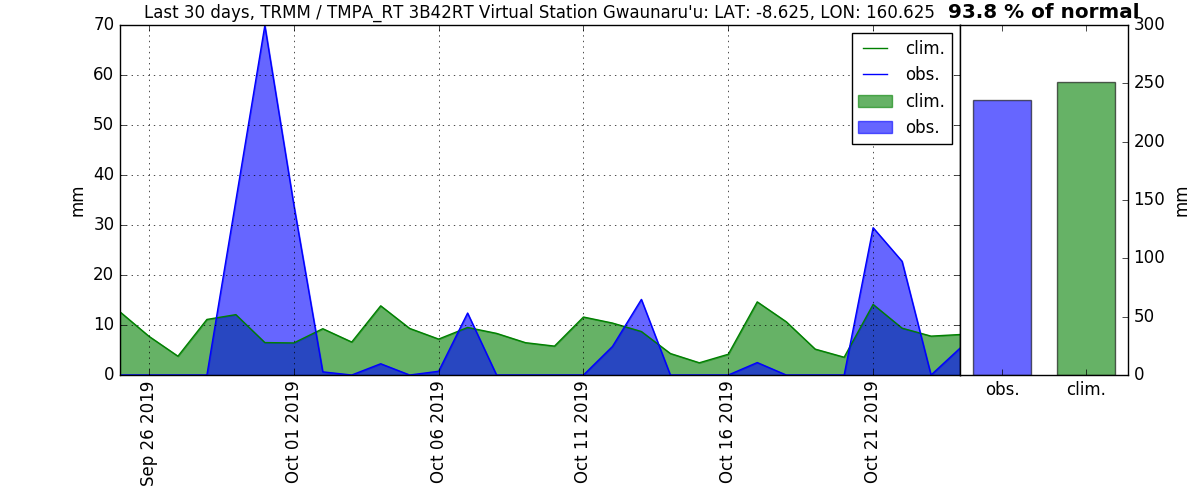 Last 30 days, TRMM / TMPA_RT 3B42RT Virtual Station Gwaunaru'u: LAT: -8.625, LON: 160.625
93.8 % of normal
70
60
50
40
30
20
10
0
mm
clim.
obs.
clim.
obs.
Sep 26 2019
Oct 01 2019
Oct 06 2019
Oct 11 2019
Oct 16 2019
Oct 21 2019
300
250
200
150
100
50
0
mm
obs.
clim.